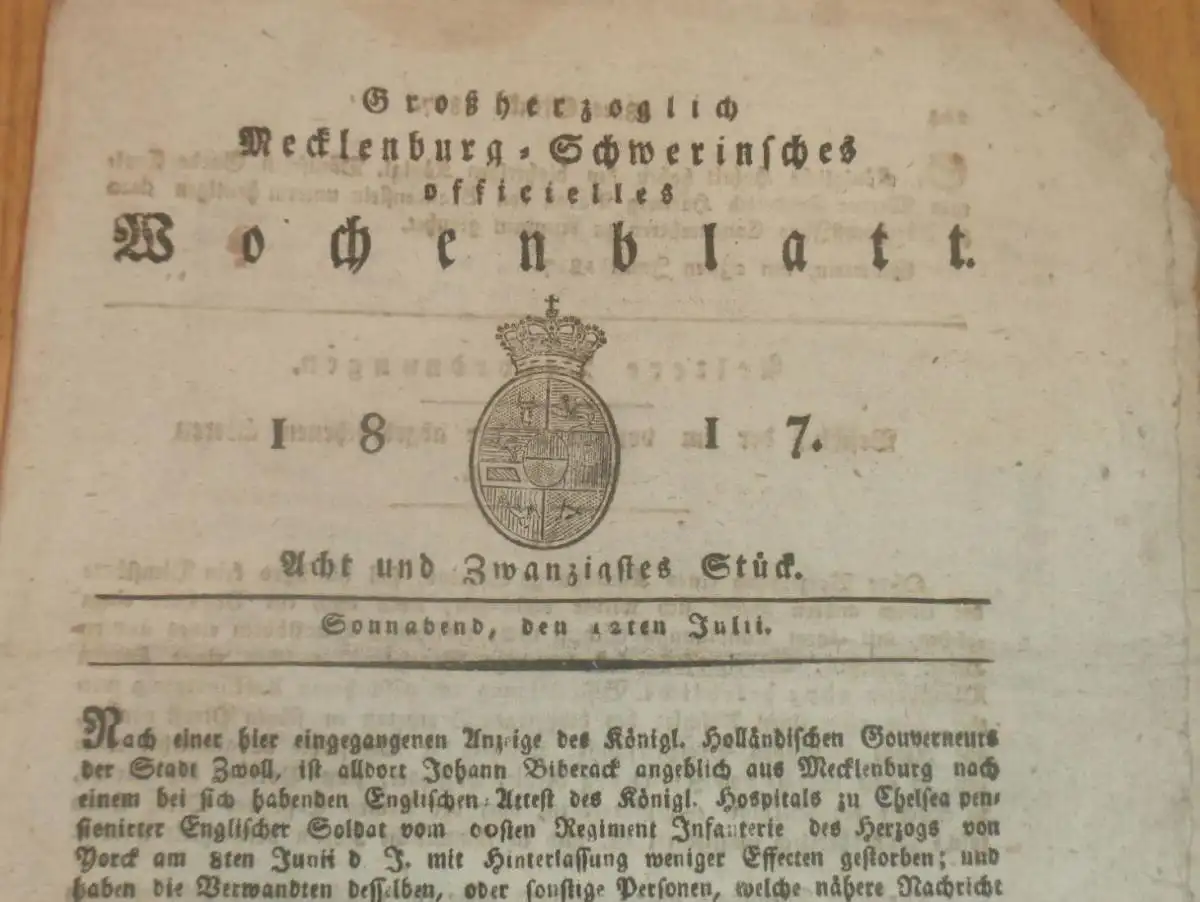 Großherzoglich
Mecklenburg-Schwerinsches
officielles
Wochenblatt.
1817.
Acht und Zwanzigstes Stück.
Sonnabend, den 12ten Julii.
Nach einer hier eingegangenen Anzeige des Königl. Holländischen Gouverneurs
der Stadt Zwoll, ist alldort Johann Biberack angeblich aus Mecklenburg nach
einem bei sich habenden Englischen Attest des Königl. Hospitals zu Chelsea pen-
sionirter Englischer Soldat vom Regiment Infanterie des Herzogs von
Yorck am 8ten Junii d J. mit Hinterlassung weniger Effecten gestorben; und
haben die Verwandten desselben, oder sonstige Personen, welche nähere Nachricht